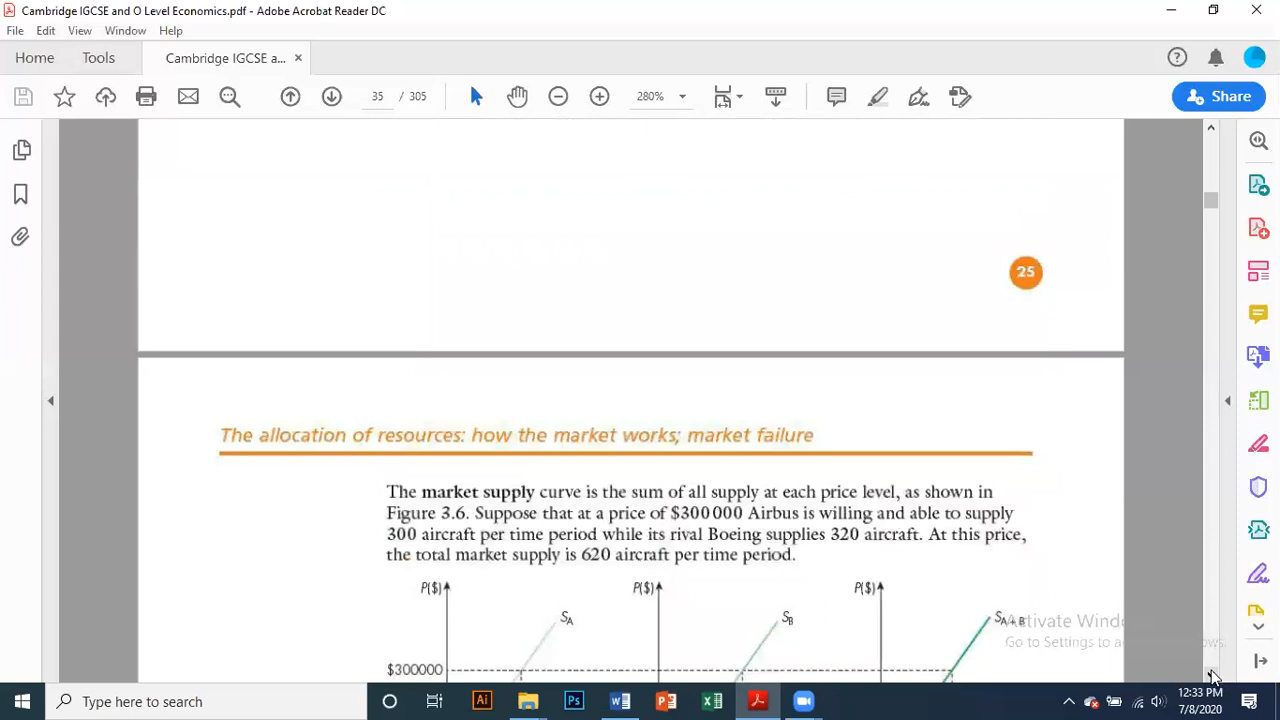 Cambridge IGCSE and O Level Economics.pdf - Adobe Acrobat Reader DC
File Edit View Window Help
Home Tools Cambridge IGCSE a... ×
35 / 305 280% Share
25
The allocation of resources: how the market works; market failure
The market supply curve is the sum of all supply at each price level, as shown in
Figure 3.6. Suppose that at a price of $300000 Airbus is willing and able to supply
300 aircraft per time period while its rival Boeing supplies 320 aircraft. At this price,
the total market supply is 620 aircraft per time period.
P($) P($) P($)
SA SB SA + B
$300000
Activate Windo
Go to Settings to a
Type here to search
12:33 PM
7/8/2020